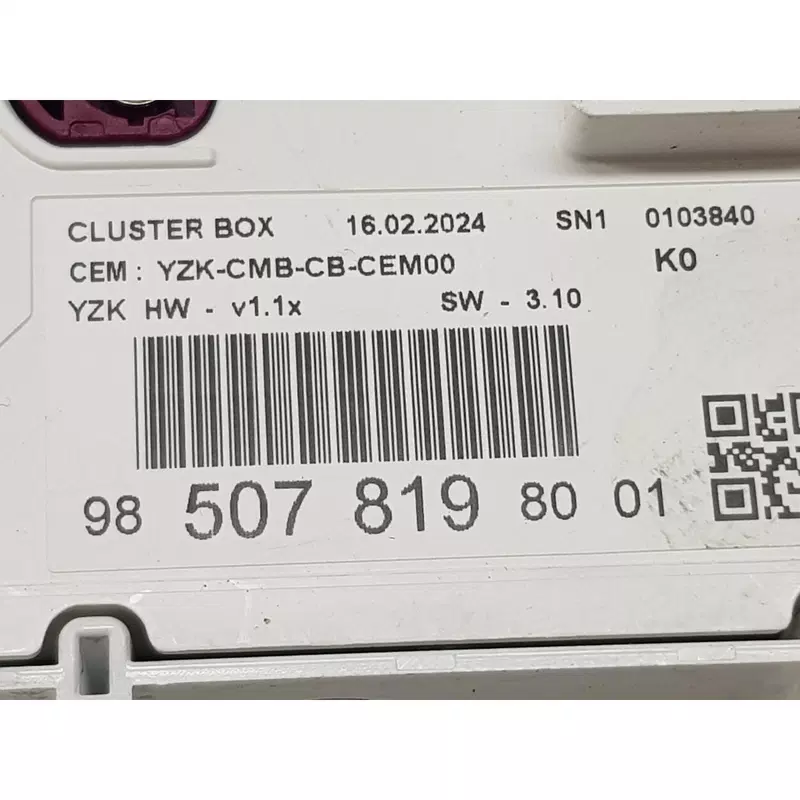 CLUSTER BOX 16.02.2024 SN1 0103840
CEM : YZK-CMB-CB-CEM00 K0
YZK HW - v1.1x SW - 3.10
98 507 819 80 01